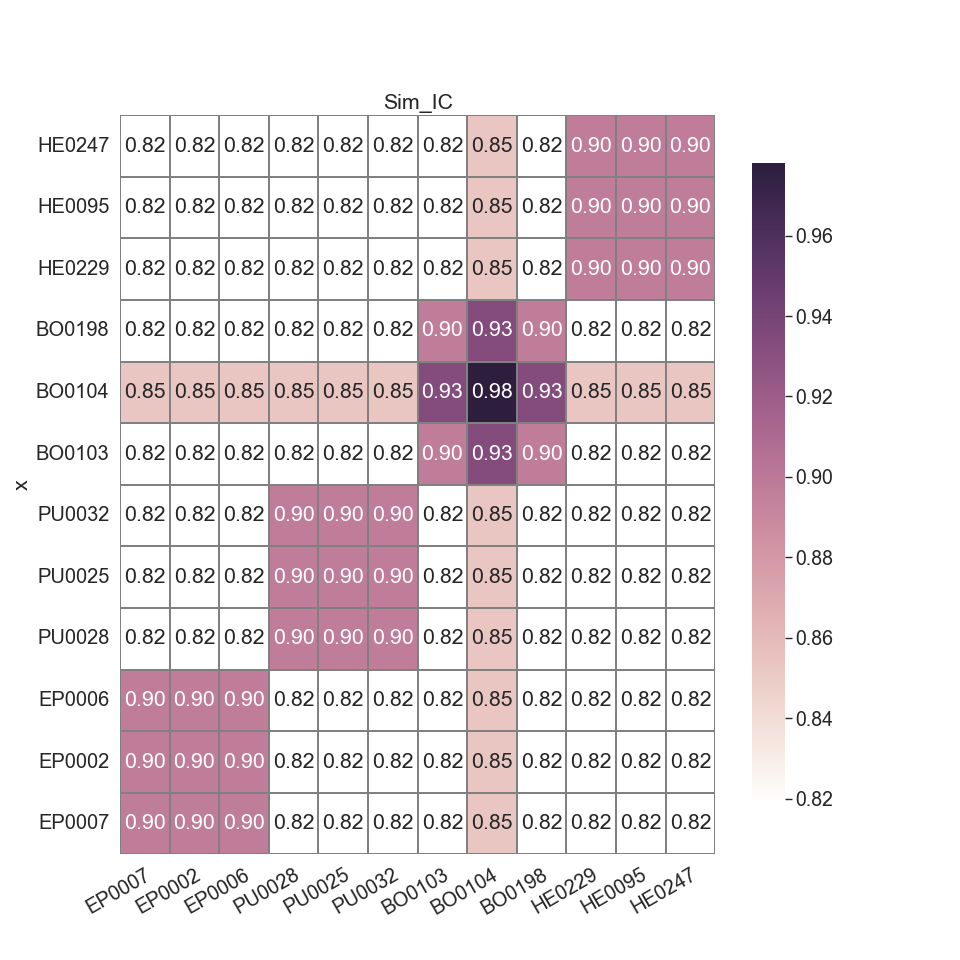 Sim_IC
HE0247 0.82 0.82 0.82 0.82 0.82 0.82 0.82 0.85 0.82 0.90 0.90 0.90
HE0095 0.82 0.82 0.82 0.82 0.82 0.82 0.82 0.85 0.82 0.90 0.90 0.90
HE0229 0.82 0.82 0.82 0.82 0.82 0.82 0.82 0.85 0.82 0.90 0.90 0.90
BO0198 0.82 0.82 0.82 0.82 0.82 0.82 0.90 0.93 0.90 0.82 0.82 0.82
BO0104 0.85 0.85 0.85 0.85 0.85 0.85 0.93 0.98 0.93 0.85 0.85 0.85
BO0103 0.82 0.82 0.82 0.82 0.82 0.82 0.90 0.93 0.90 0.82 0.82 0.82
x
PU0032 0.82 0.82 0.82 0.90 0.90 0.90 0.82 0.85 0.82 0.82 0.82 0.82
PU0025 0.82 0.82 0.82 0.90 0.90 0.90 0.82 0.85 0.82 0.82 0.82 0.82
PU0028 0.82 0.82 0.82 0.90 0.90 0.90 0.82 0.85 0.82 0.82 0.82 0.82
EP0006 0.90 0.90 0.90 0.82 0.82 0.82 0.82 0.85 0.82 0.82 0.82 0.82
EP0002 0.90 0.90 0.90 0.82 0.82 0.82 0.82 0.85 0.82 0.82 0.82 0.82
EP0007 0.90 0.90 0.90 0.82 0.82 0.82 0.82 0.85 0.82 0.82 0.82 0.82
EP0007 EP0002 EP0006 PU0028 PU0025 PU0032 BO0103 BO0104 BO0198 HE0229 HE0095 HE0247
0.96
0.94
0.92
0.90
0.88
0.86
0.84
0.82